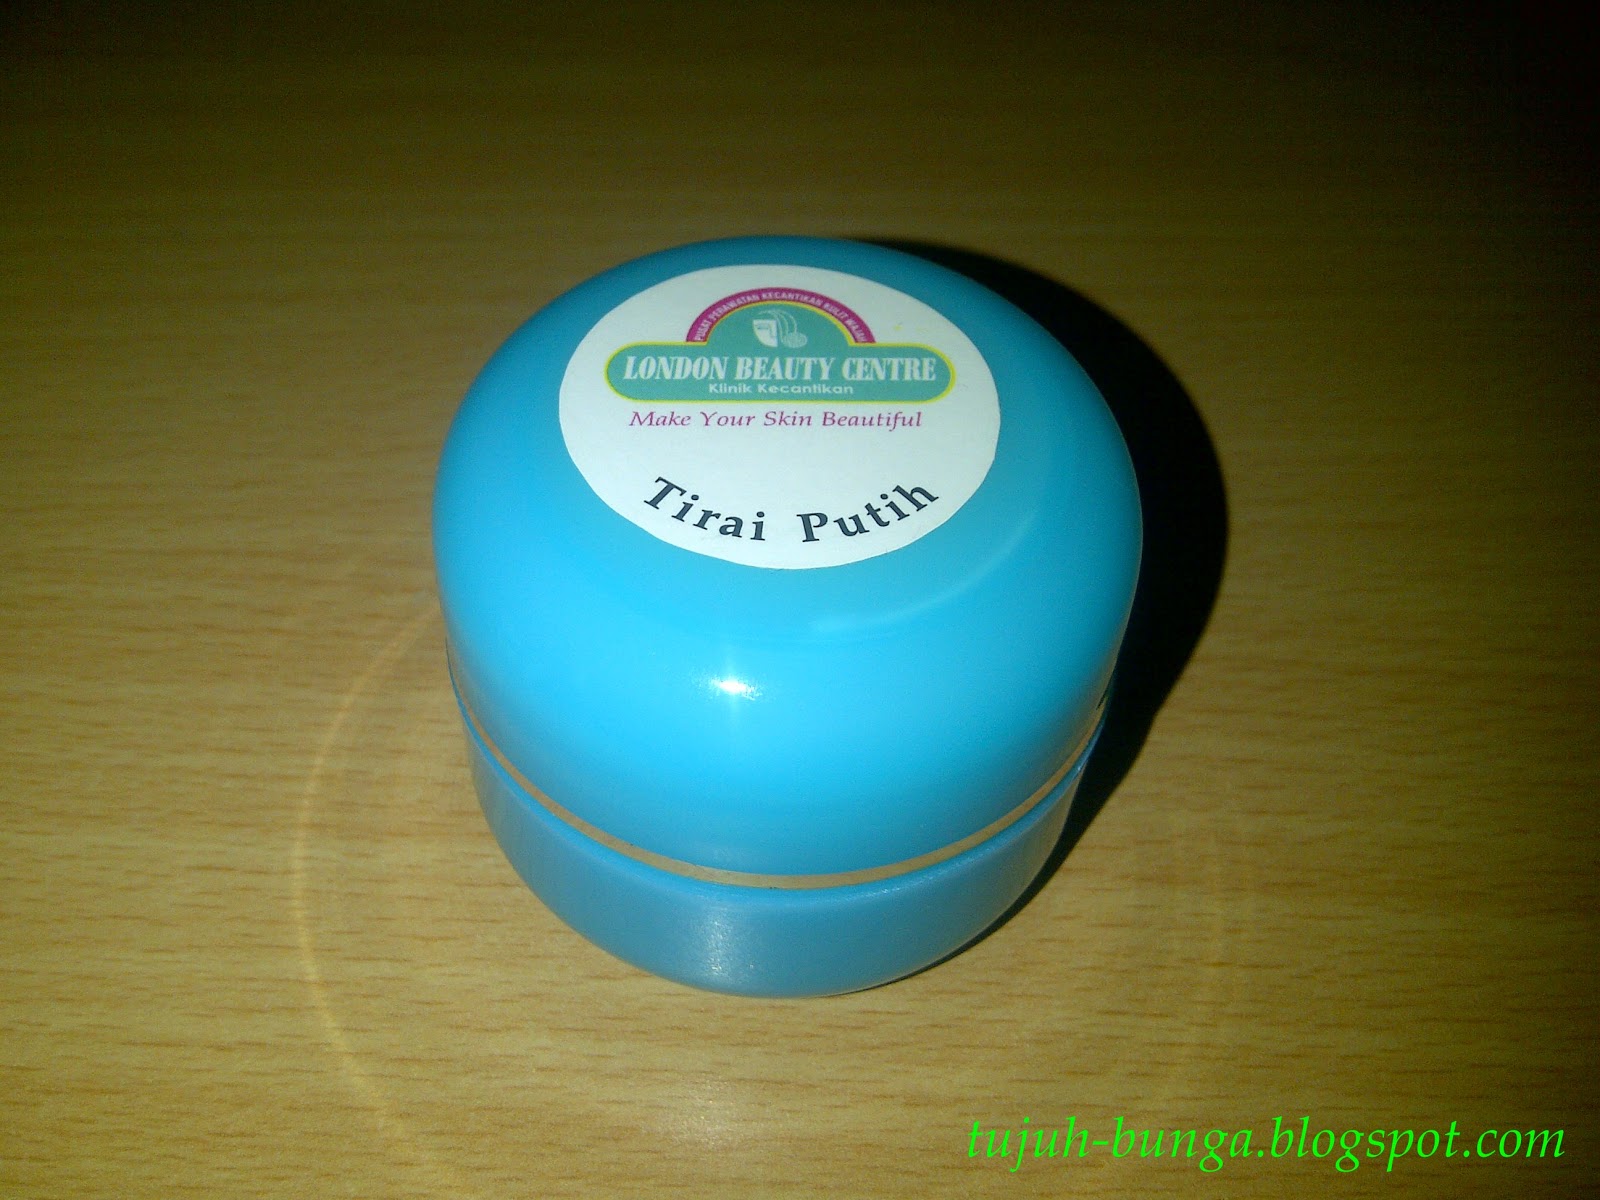 PUSAT PERAWATAN KECANTIKAN KULIT WAJAH
LONDON BEAUTY CENTRE
Klinik Kecantikan
Make Your Skin Beautiful
Tirai Putih
tujuh-bunga.blogspot.com